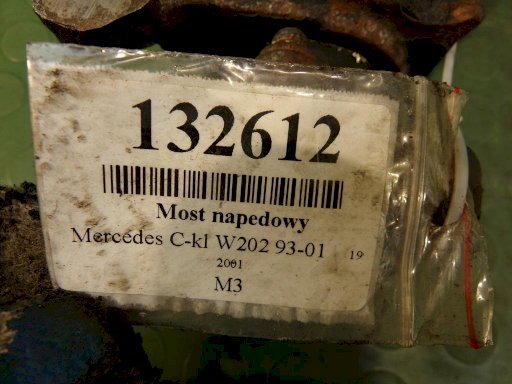 132612
Most napedowy
Mercedes C-kl W202 93-01 19
2001
M3